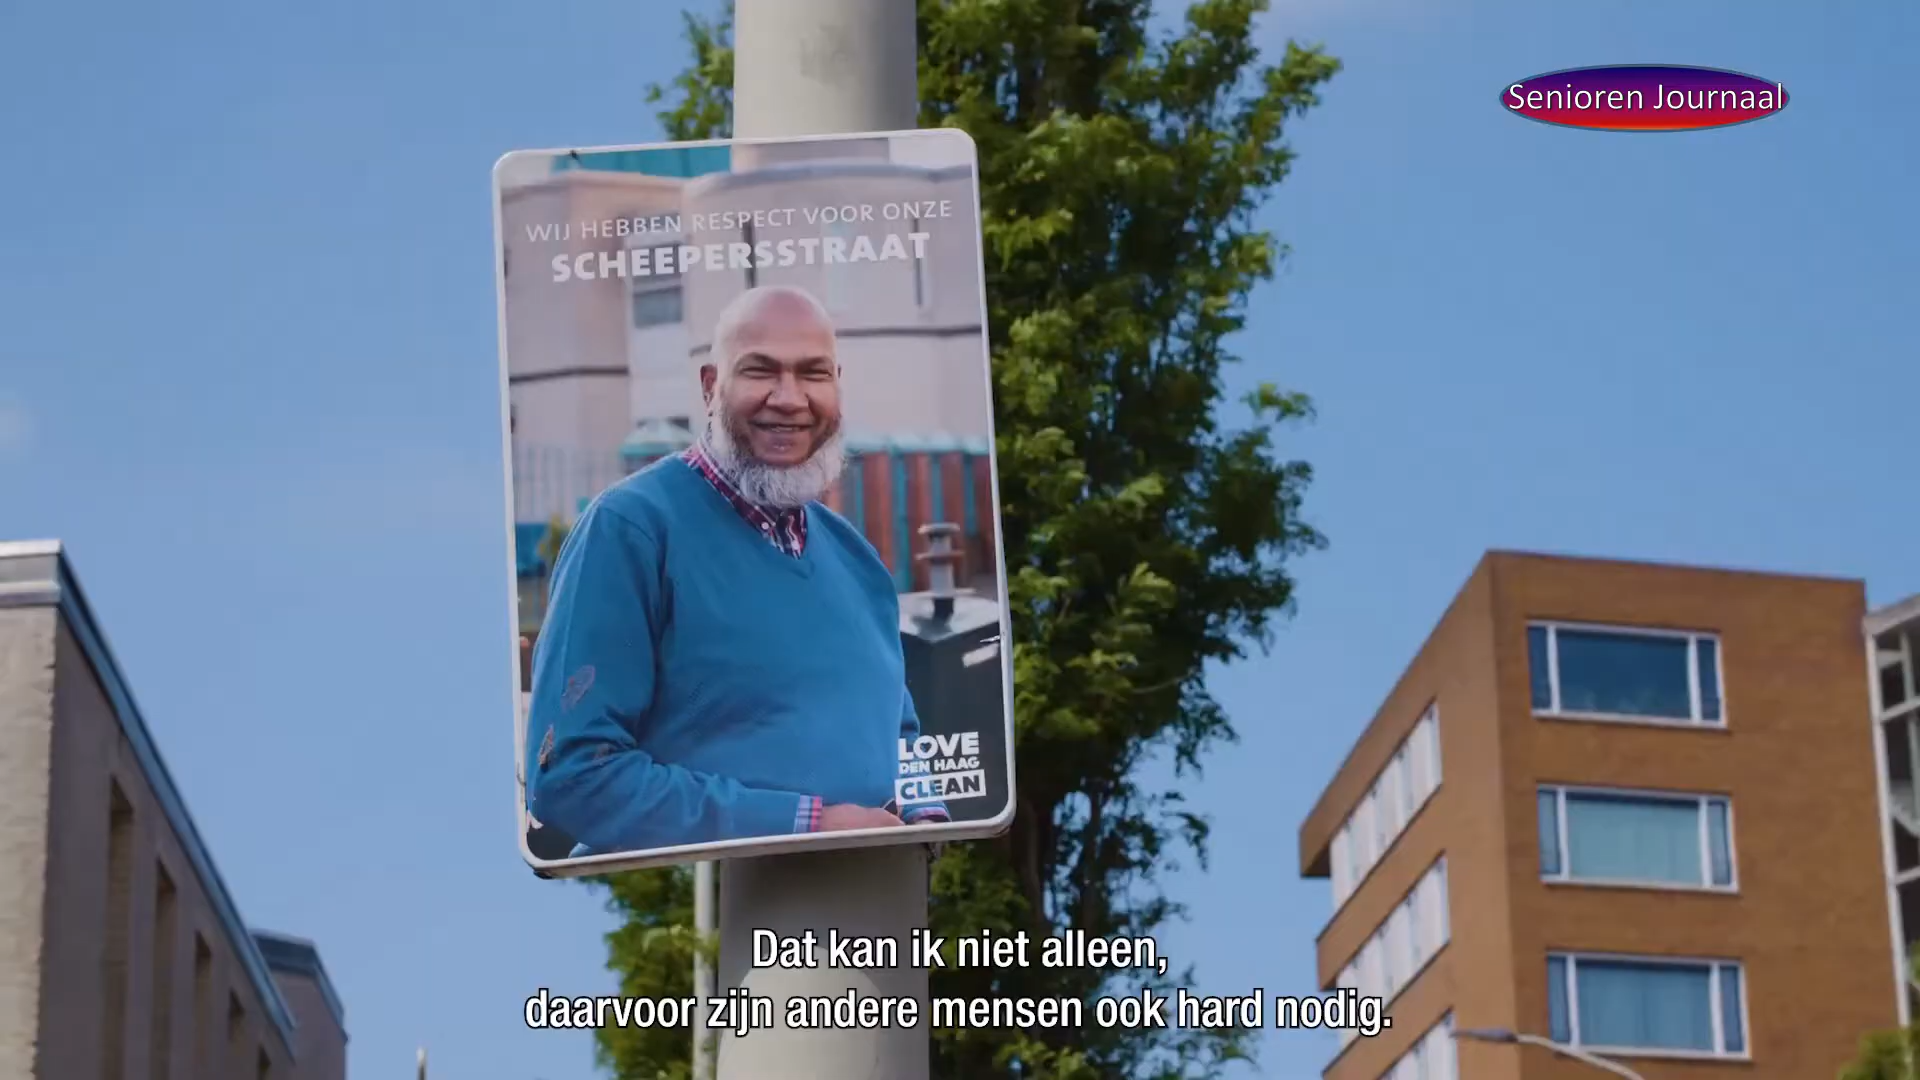 Senioren Journaal
WIJ HEBBEN RESPECT VOOR ONZE
SCHEEPERSSTRAAT
LOVE
DEN HAAG
CLEAN
Dat kan ik niet alleen,
daarvoor zijn andere mensen ook hard nodig.